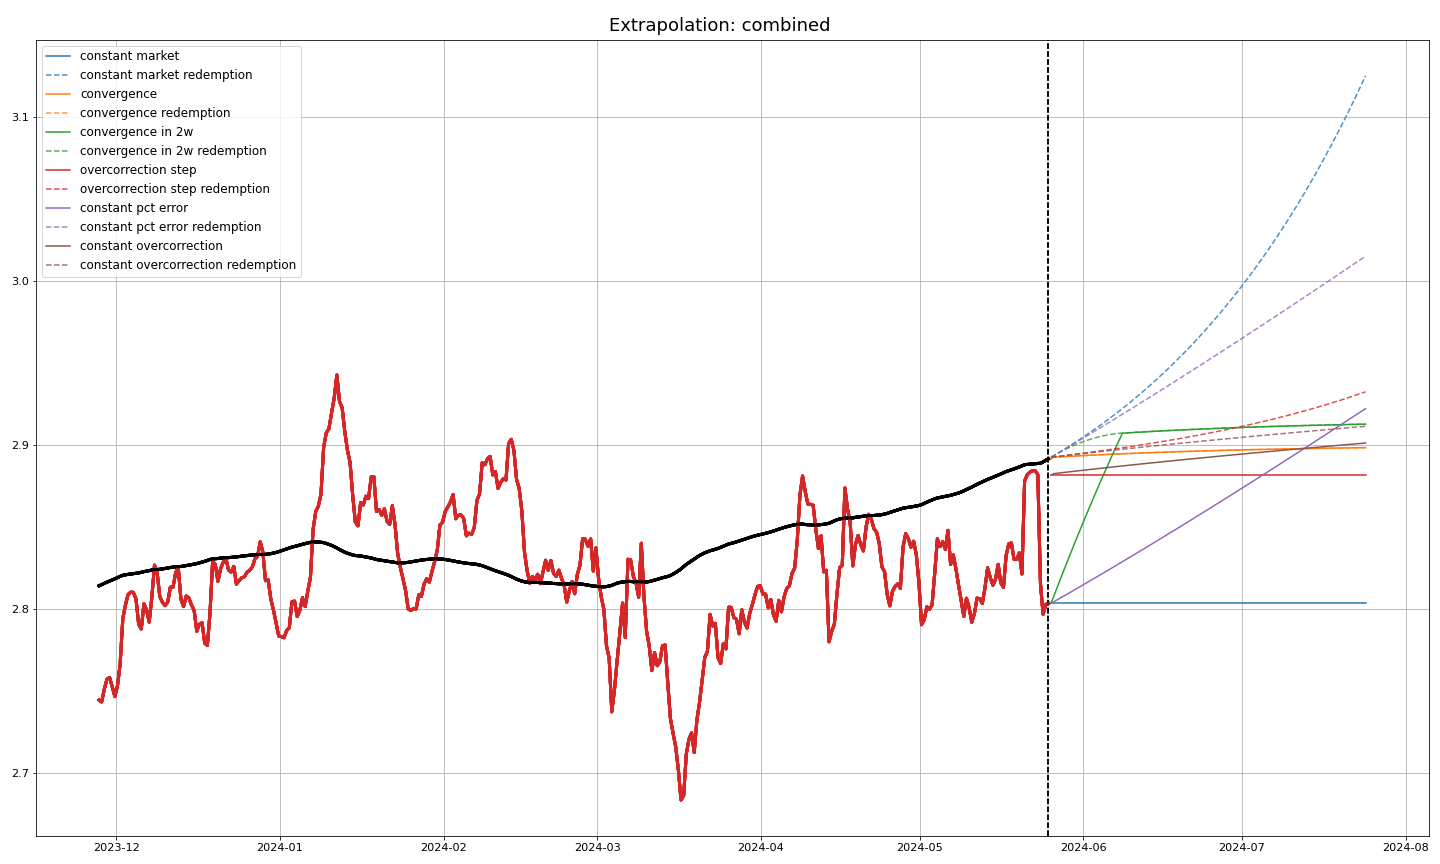 Extrapolation: combined
constant market
constant market redemption
convergence
convergence redemption
convergence in 2w
convergence in 2w redemption
overcorrection step
overcorrection step redemption
constant pct error
constant pct error redemption
constant overcorrection
constant overcorrection redemption
3.1
3.0
2.9
2.8
2.7
2023-12 2024-01 2024-02 2024-03 2024-04 2024-05 2024-06 2024-07 2024-08